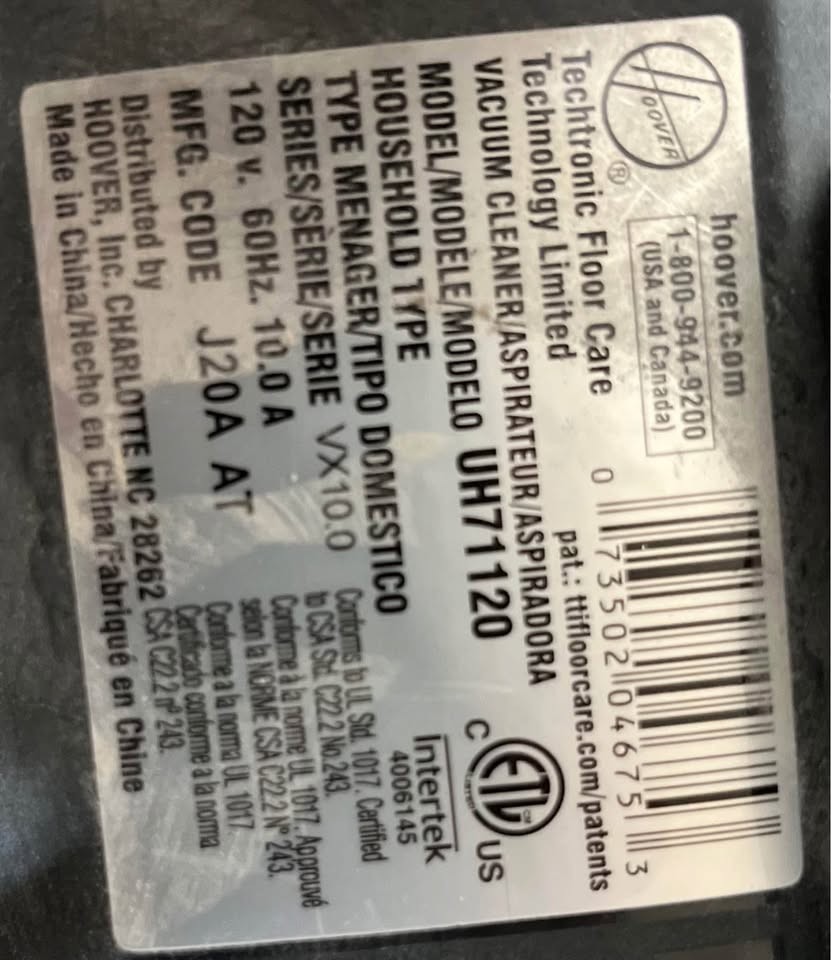 HOOVER ®
hoover.com
1-800-944-9200
(USA and Canada)
0 73502 04675 3
Techtronic Floor Care
Technology Limited
pat.: ttifloorcare.com/patents
VACUUM CLEANER/ASPIRATEUR/ASPIRADORA
MODEL/MODÈLE/MODELO UH71120
HOUSEHOLD TYPE
TYPE MENAGER/TIPO DOMESTICO
SERIES/SÈRIE/SERIE VX10.0
120 v. 60Hz. 10.0 A
MFG. CODE J20A AT
C ETL US
Intertek
4006145
Conforms to UL Std. 1017. Certified
to CSA Std. C22.2 No.243.
Conforme à la norme UL 1017. Approuvé
selon la NORME CSA C22.2 N° 243.
Conforme a la norma UL 1017.
Certificado conforme a la norma
CSA C22.2 nº 243.
Distributed by
HOOVER, Inc. CHARLOTTE NC 28262
Made in China/Hecho en China/Fabriqué en Chine